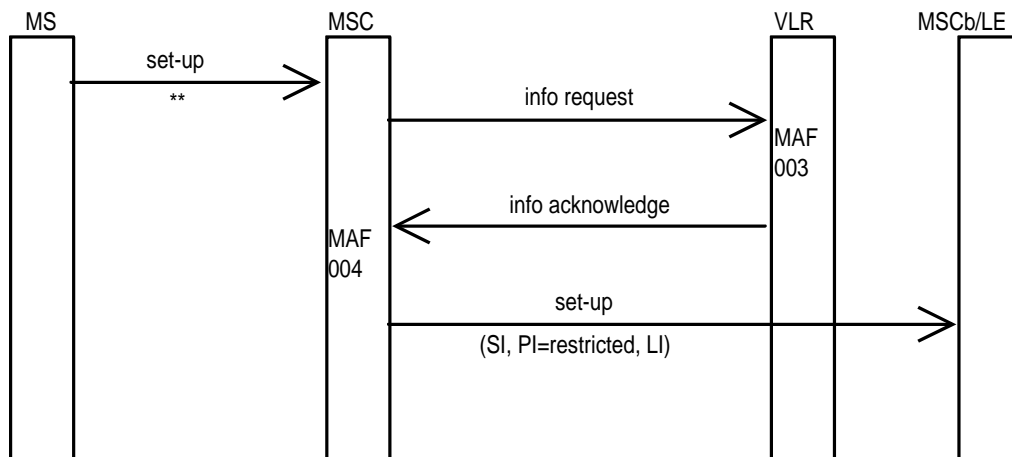 MS
MSC
VLR
MSCb/LE
set-up
**
info request
MAF
003
info acknowledge
MAF
004
set-up
(SI, PI=restricted, LI)